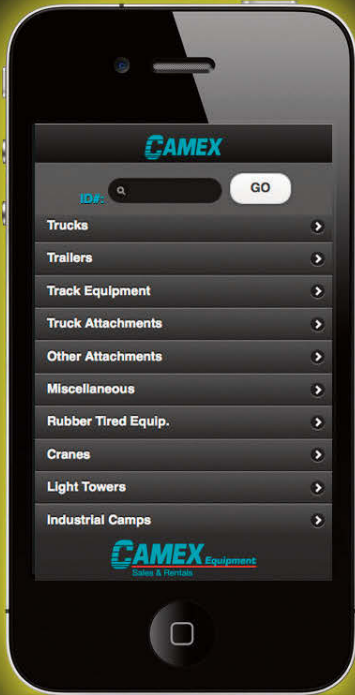 CAMEX
ID#:
GO
Trucks
Trailers
Track Equipment
Truck Attachments
Other Attachments
Miscellaneous
Rubber Tired Equip.
Cranes
Light Towers
Industrial Camps
CAMEX Equipment
Sales & Rentals